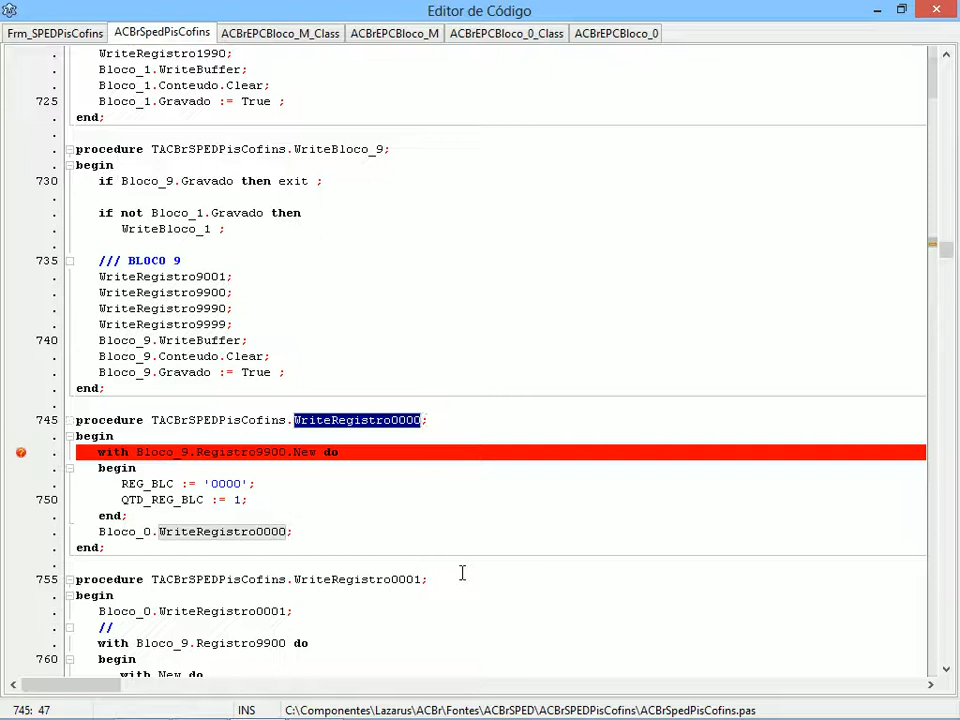 Editor de Código
Frm_SPEDPisCofins ACBrSpedPisCofins ACBrEPCBloco_M_Class ACBrEPCBloco_M ACBrEPCBloco_0_Class ACBrEPCBloco_0
. WriteRegistro1990;
. Bloco_1.WriteBuffer;
. Bloco_1.Conteudo.Clear;
725 Bloco_1.Gravado := True ;
. end;
.
. procedure TACBrSPEDPisCofins.WriteBloco_9;
. begin
730 if Bloco_9.Gravado then exit ;
.
. if not Bloco_1.Gravado then
. WriteBloco_1 ;
.
735 /// BLOCO 9
. WriteRegistro9001;
. WriteRegistro9900;
. WriteRegistro9990;
. WriteRegistro9999;
740 Bloco_9.WriteBuffer;
. Bloco_9.Conteudo.Clear;
. Bloco_9.Gravado := True ;
. end;
.
745 procedure TACBrSPEDPisCofins.WriteRegistro0000;
. begin
. with Bloco_9.Registro9900.New do
. begin
. REG_BLC := '0000';
750 QTD_REG_BLC := 1;
. end;
. Bloco_0.WriteRegistro0000;
. end;
.
755 procedure TACBrSPEDPisCofins.WriteRegistro0001;
. begin
. Bloco_0.WriteRegistro0001;
. //
. with Bloco_9.Registro9900 do
760 begin
. with New do
745: 47 INS C:\Componentes\Lazarus\ACBr\Fontes\ACBrSPED\ACBrSPEDPisCofins\ACBrSpedPisCofins.pas